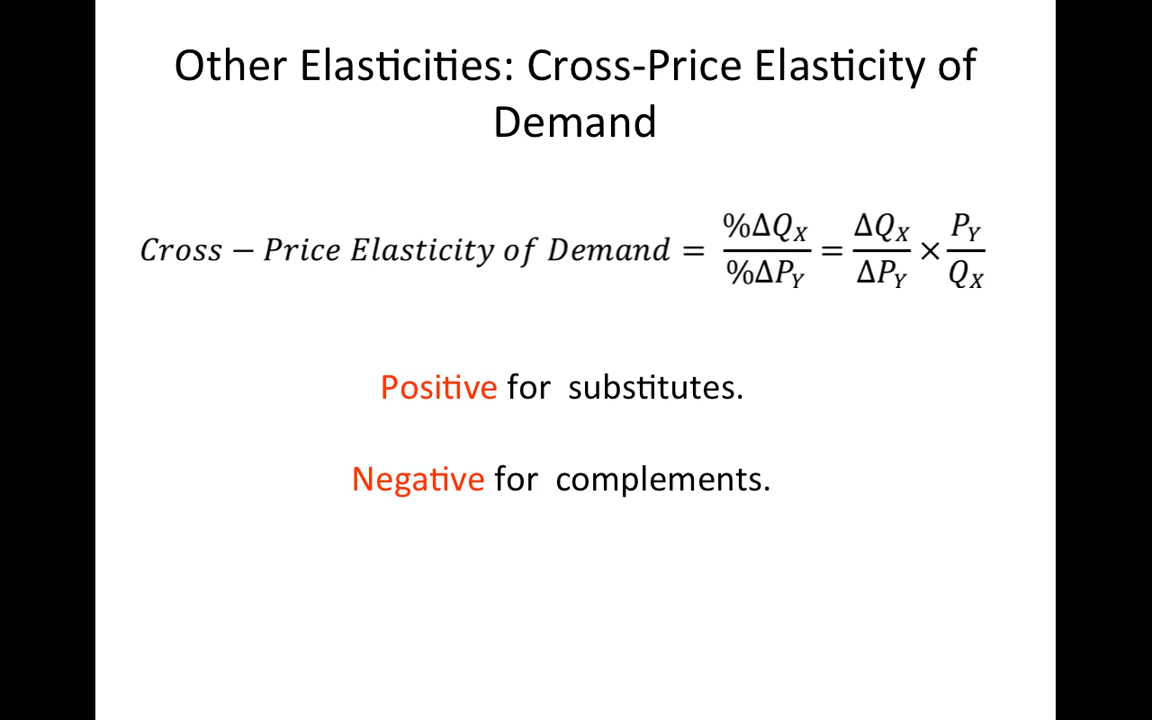 Other Elasticities: Cross-Price Elasticity of
Demand
Cross − Price Elasticity of Demand = %ΔQ_X / %ΔP_Y = ΔQ_X / ΔP_Y × P_Y / Q_X
Positive for substitutes.
Negative for complements.